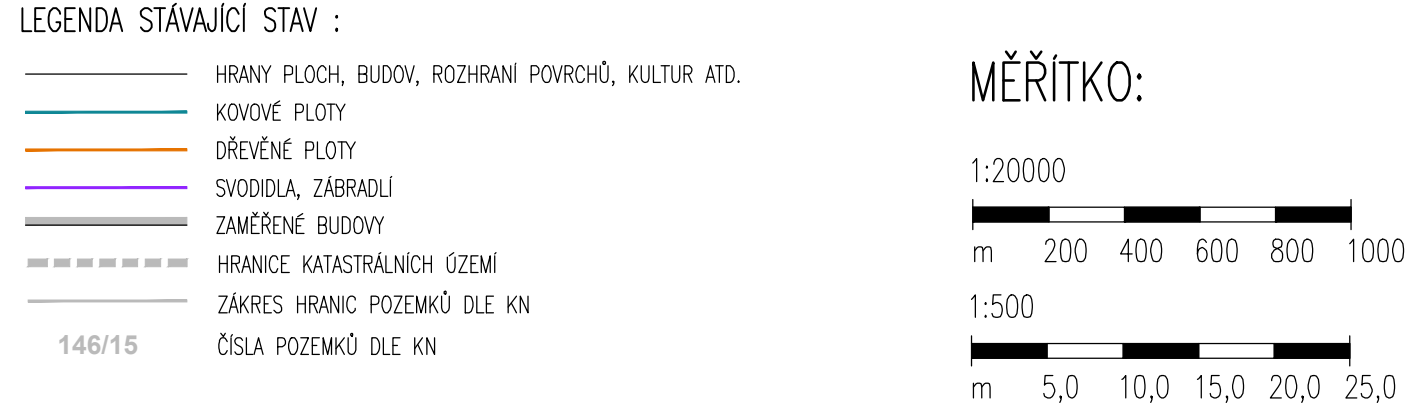 LEGENDA STÁVAJÍCÍ STAV :
HRANY PLOCH, BUDOV, ROZHRANÍ POVRCHŮ, KULTUR ATD.
KOVOVÉ PLOTY
DŘEVĚNÉ PLOTY
SVODIDLA, ZÁBRADLÍ
ZAMĚŘENÉ BUDOVY
HRANICE KATASTRÁLNÍCH ÚZEMÍ
ZÁKRES HRANIC POZEMKŮ DLE KN
146/15 ČÍSLA POZEMKŮ DLE KN
MĚŘÍTKO:
1:20000
m 200 400 600 800 1000
1:500
m 5,0 10,0 15,0 20,0 25,0